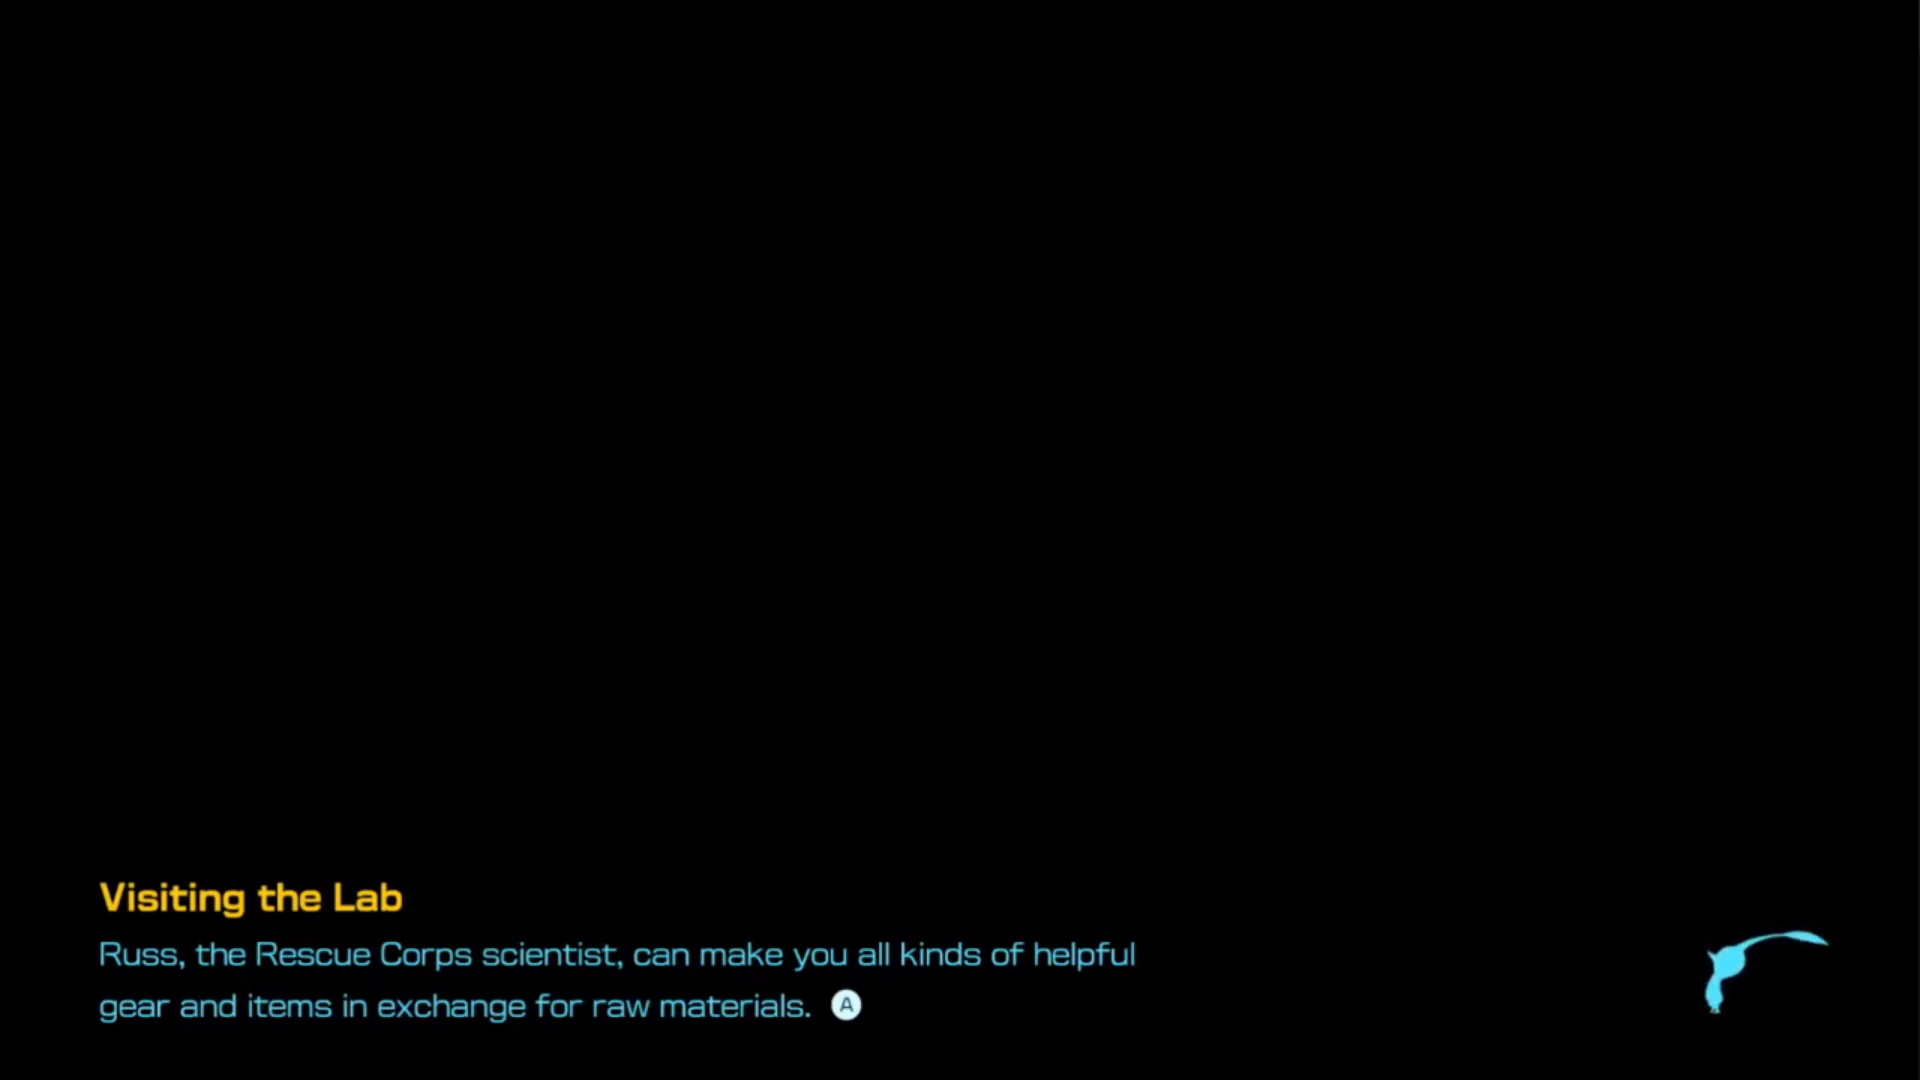 Visiting the Lab
Russ, the Rescue Corps scientist, can make you all kinds of helpful
gear and items in exchange for raw materials. A